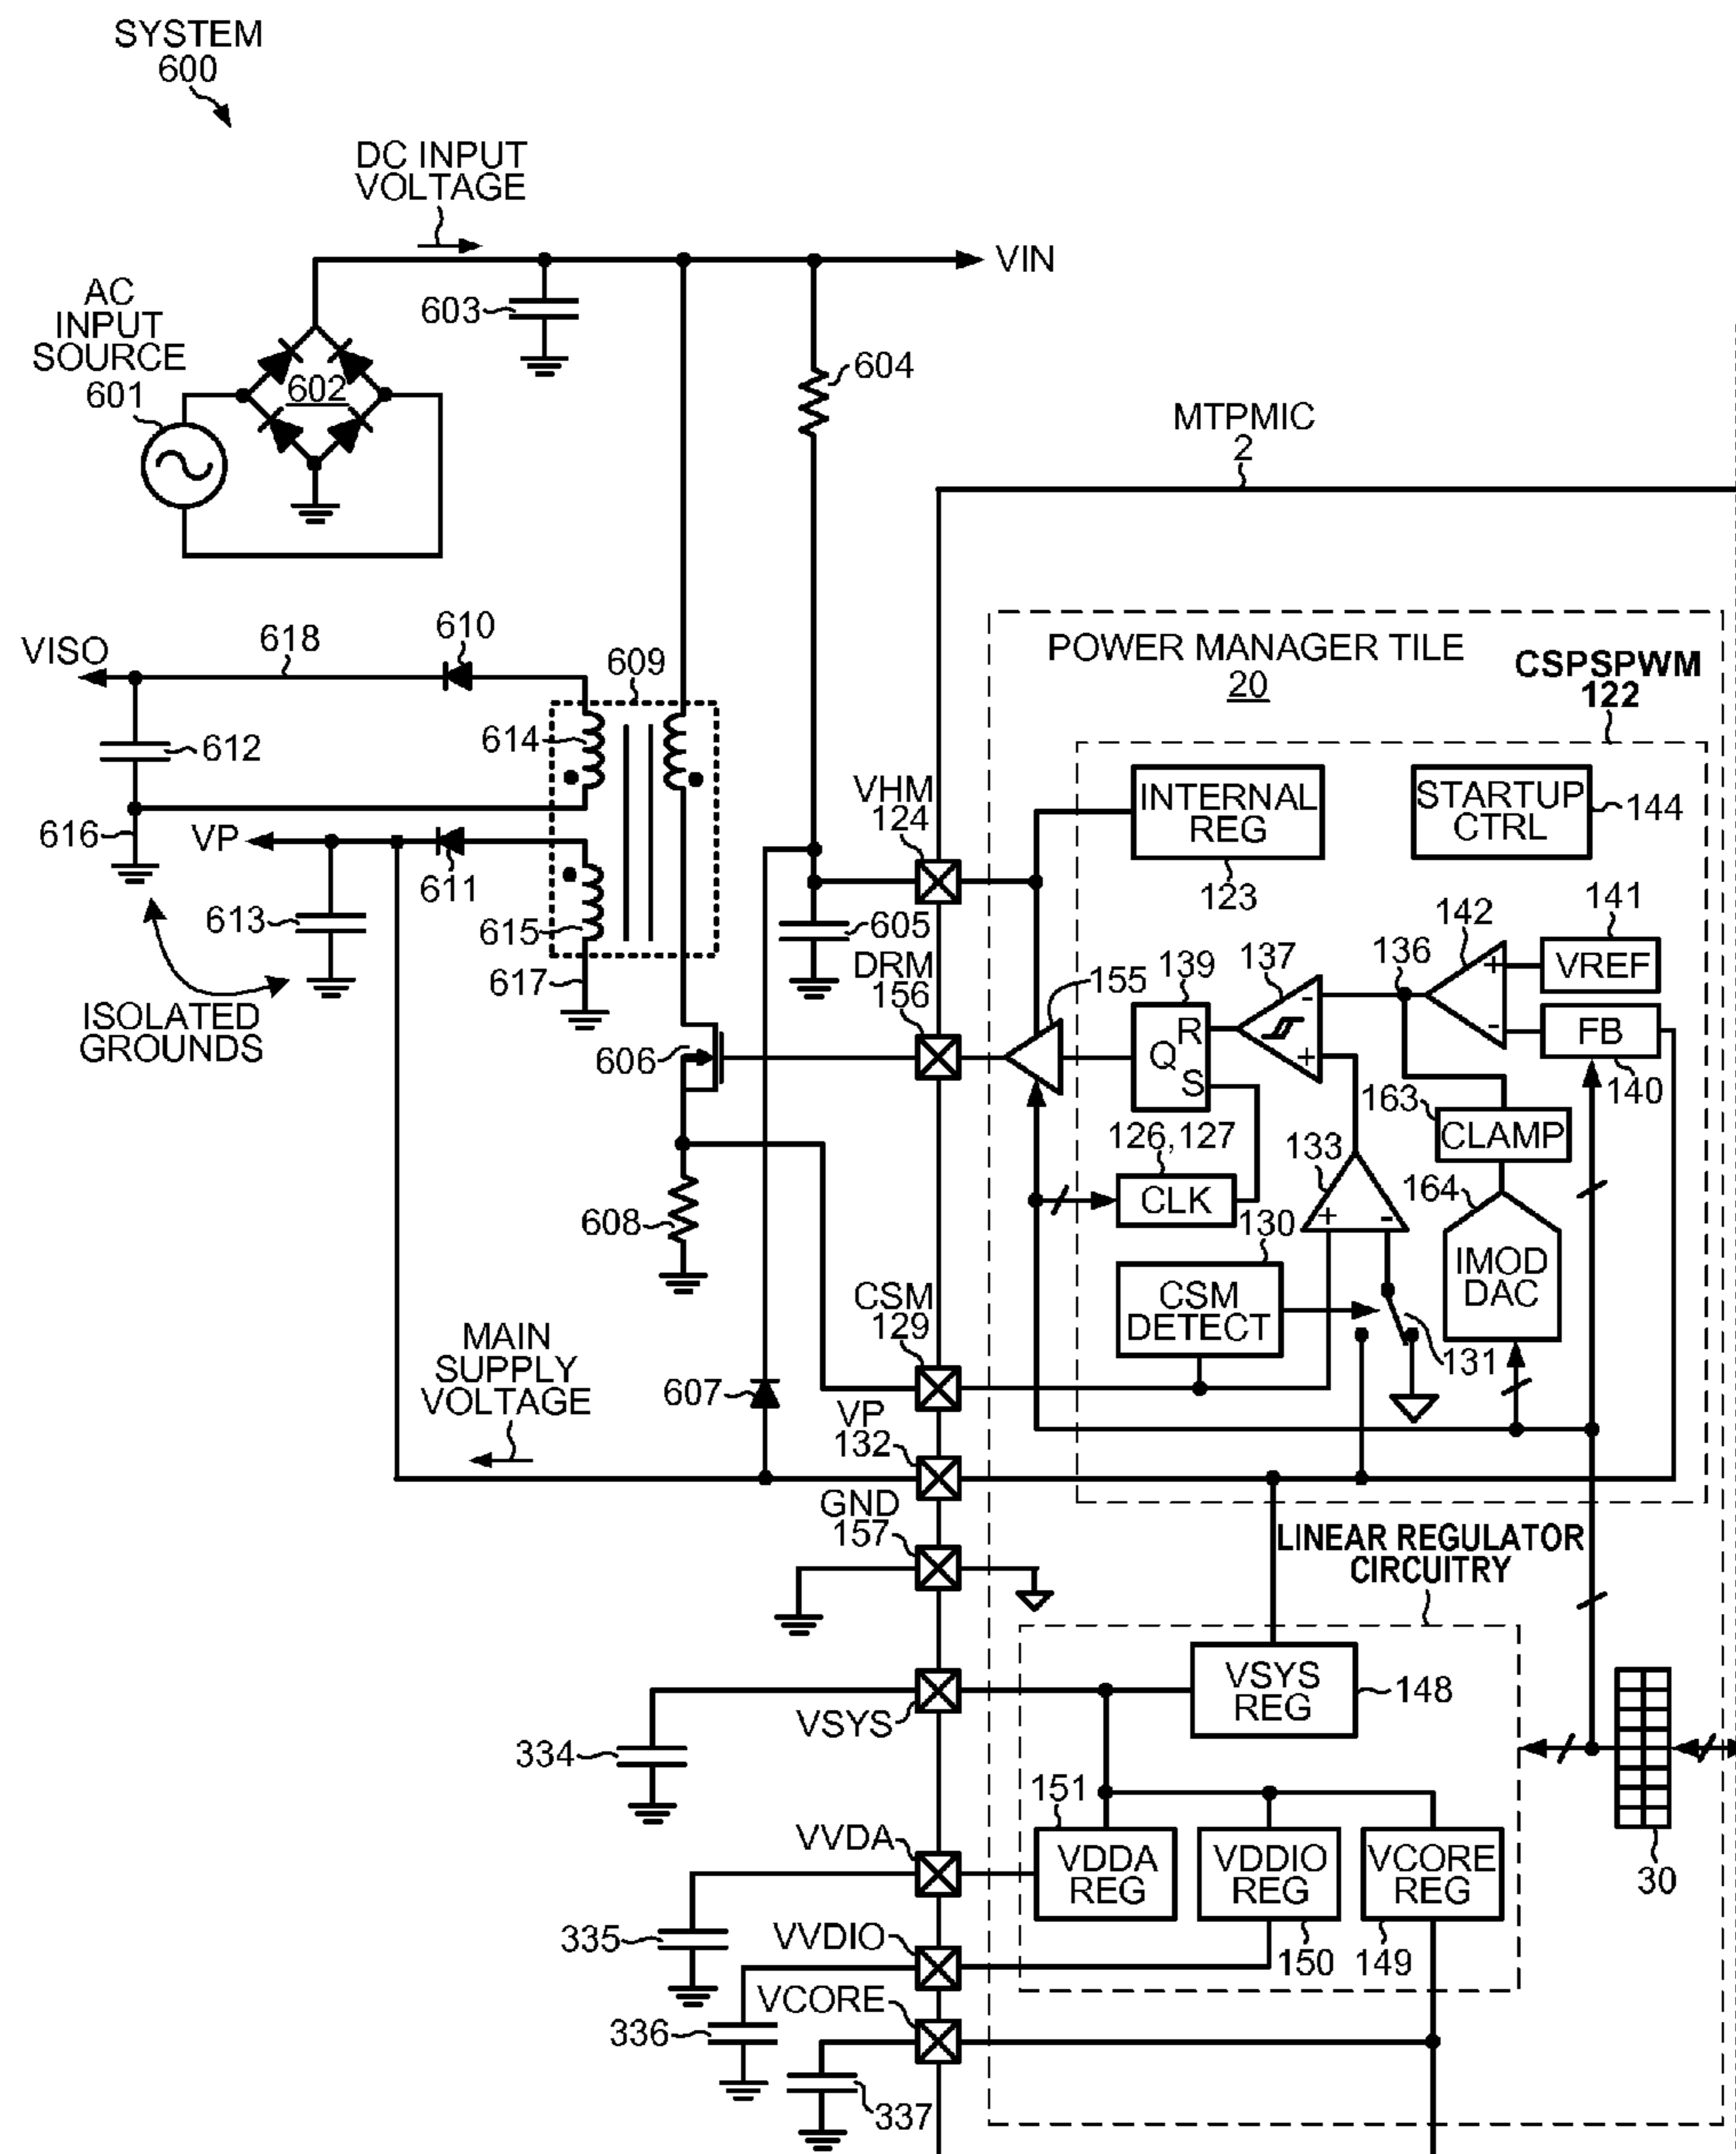 SYSTEM
600
DC INPUT
VOLTAGE
VIN
AC
INPUT
SOURCE
601
602
603
604
MTPMIC
2
VISO
618
610
609
614
612
616
VP
611
613
615
617
ISOLATED
GROUNDS
VHM
124
605
DRM
156
606
608
CSM
129
607
MAIN
SUPPLY
VOLTAGE
VP
132
GND
157
POWER MANAGER TILE
20
CSPSPWM
122
INTERNAL
REG
123
STARTUP
CTRL
144
155
139
137
136
142
141
VREF
FB
140
R
Q
S
-
+
+
-
126,127
CLK
133
163
CLAMP
164
IMOD
DAC
130
CSM
DETECT
+
-
131
LINEAR REGULATOR
CIRCUITRY
VSYS
REG
148
VSYS
334
151
VDDA
REG
VDDIO
REG
VCORE
REG
150
149
30
VVDA
335
VVDIO
336
VCORE
337